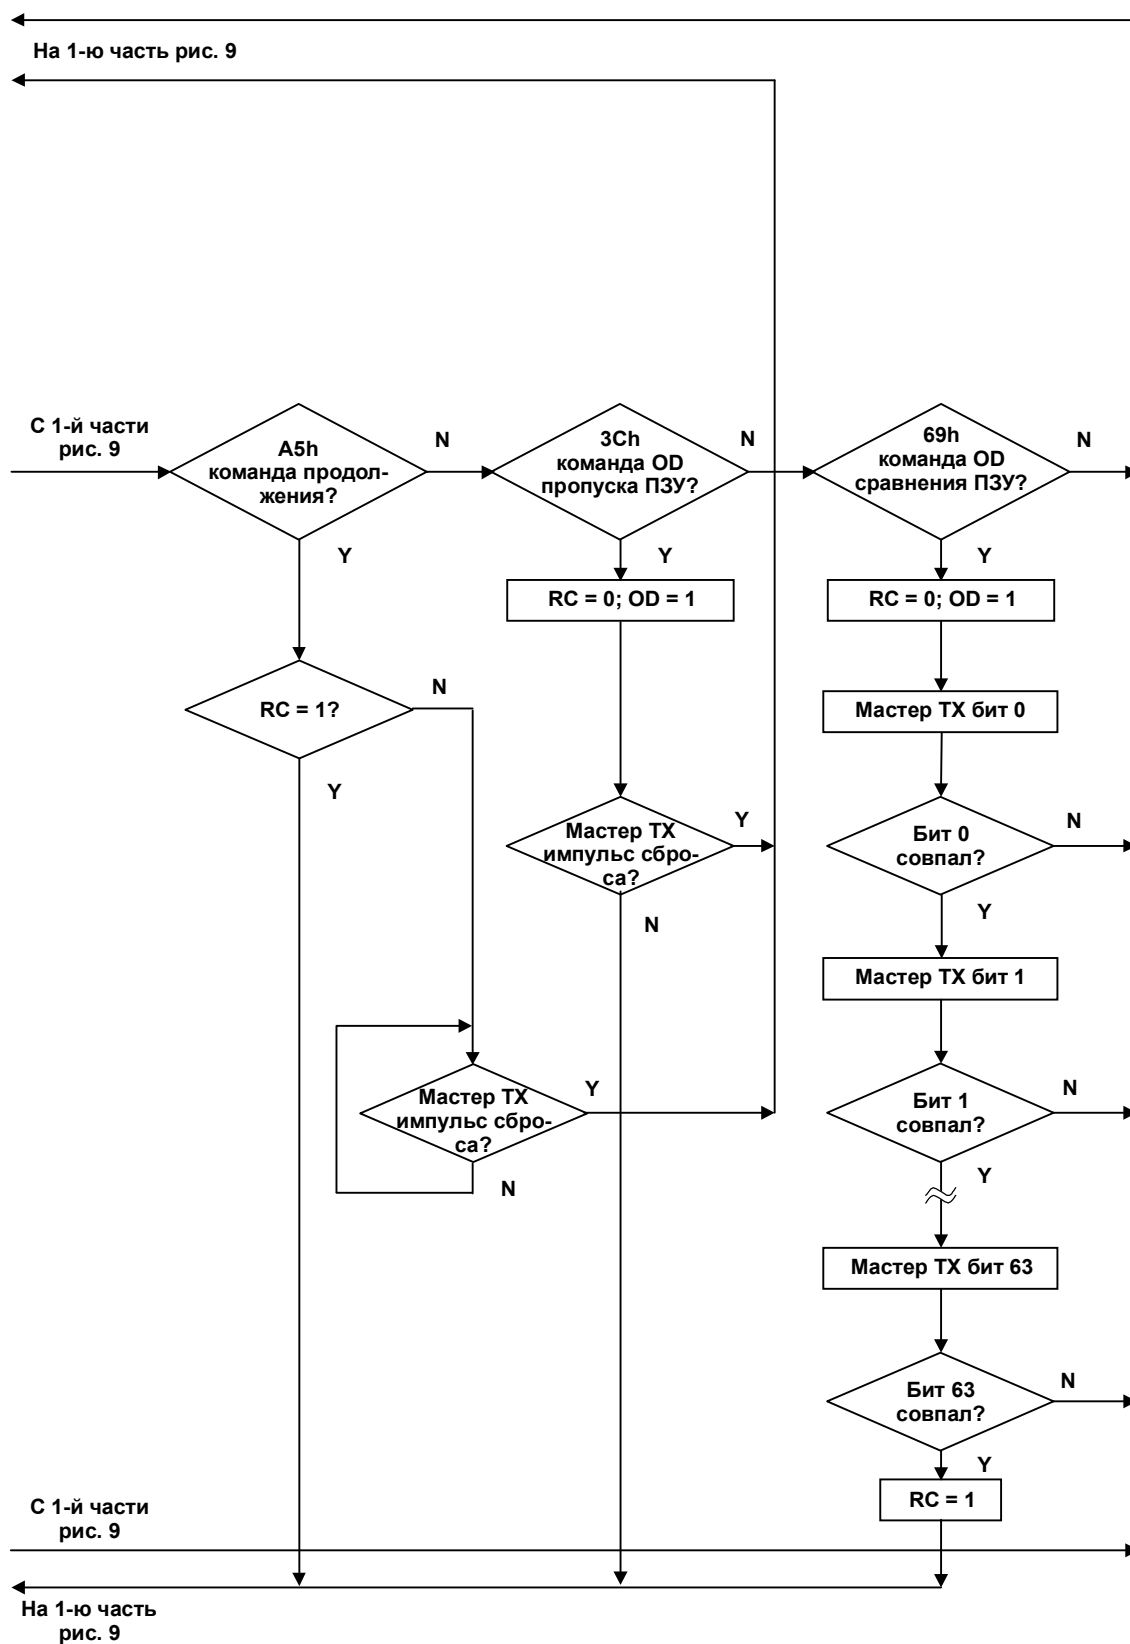 На 1-ю часть рис. 9
С 1-й части
рис. 9
A5h
команда продол-
жения?
N
Y
3Ch
команда OD
пропуска ПЗУ?
N
Y
69h
команда OD
сравнения ПЗУ?
N
Y
RC = 0; OD = 1
RC = 0; OD = 1
RC = 1?
N
Y
Мастер TX бит 0
Мастер TX
импульс сбро-
са?
Y
N
Бит 0
совпал?
N
Y
Мастер TX бит 1
Мастер TX
импульс сбро-
са?
Y
N
Бит 1
совпал?
N
Y
Мастер TX бит 63
Бит 63
совпал?
N
Y
RC = 1
С 1-й части
рис. 9
На 1-ю часть
рис. 9